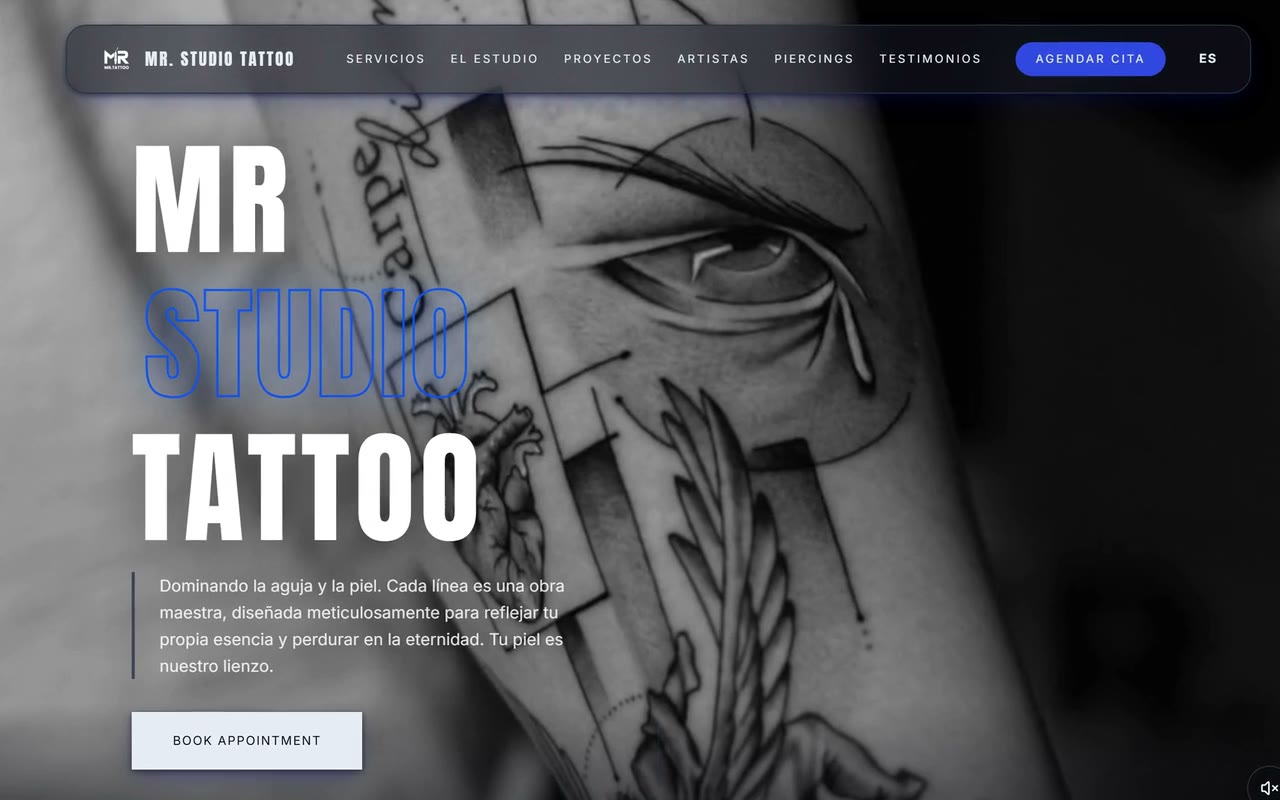 MR
MR.TATTOO
MR. STUDIO TATTOO
SERVICIOS
EL ESTUDIO
PROYECTOS
ARTISTAS
PIERCINGS
TESTIMONIOS
AGENDAR CITA
ES
MR
STUDIO
TATTOO
Carpe
Dominando la aguja y la piel. Cada línea es una obra
maestra, diseñada meticulosamente para reflejar tu
propia esencia y perdurar en la eternidad. Tu piel es
nuestro lienzo.
BOOK APPOINTMENT